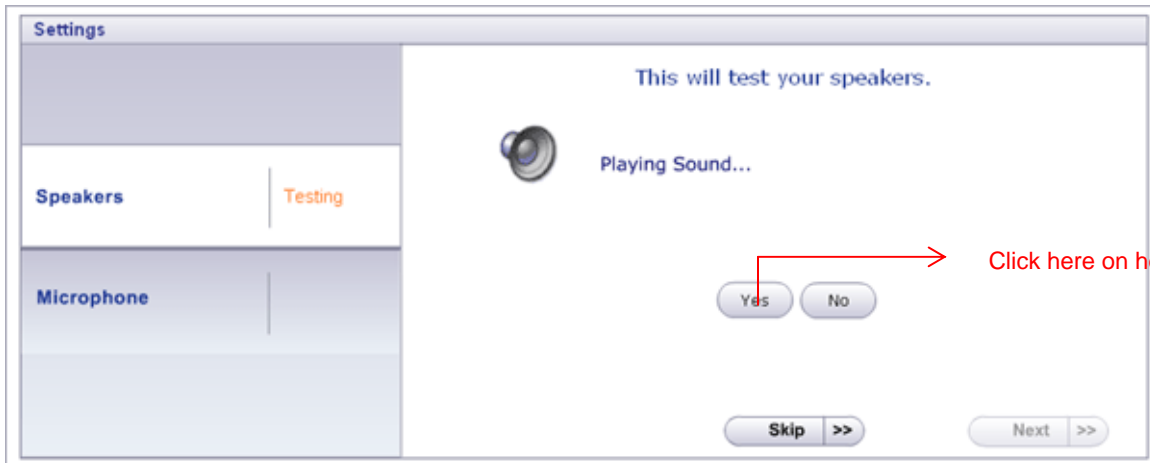 Settings
This will test your speakers.
Playing Sound...
Speakers
Testing
Click here on
Microphone
Yes
No
Skip >>
Next >>